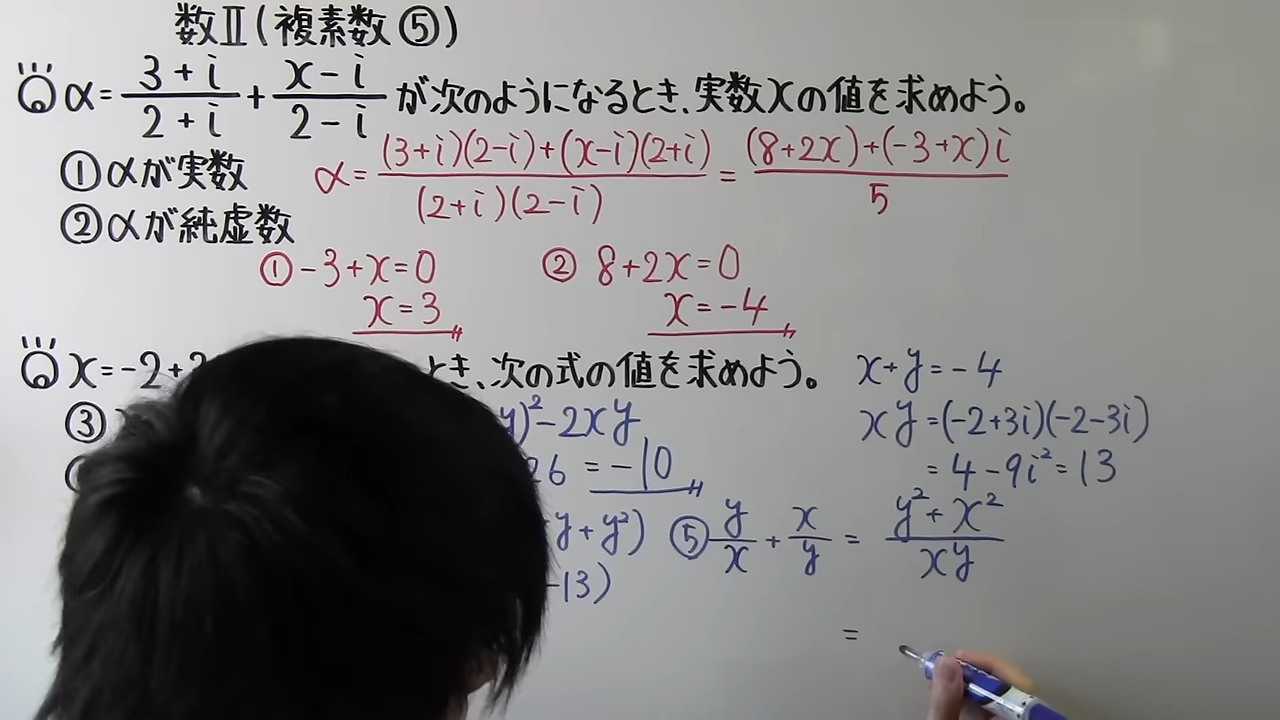 数Ⅱ(複素数⑤)
α = (3+i)/(2+i) + (x-i)/(2-i) が次のようになるとき、実数xの値を求めよう。
①αが実数
②αが純虚数
α = ((3+i)(2-i)+(x-i)(2+i))/((2+i)(2-i)) = ((8+2x)+(-3+x)i)/5
① -3+x=0
x=3
② 8+2x=0
x=-4
x=-2+
とき、次の式の値を求めよう。
③
y)²-2xy
26 = -10
y+y²)
-13)
x+y=-4
xy=(-2+3i)(-2-3i)
=4-9i²=13
⑤ y/x + x/y = (y²+x²)/xy
=